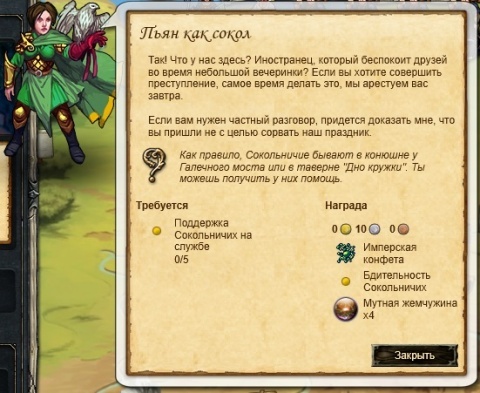 Пьян как сокол
Так! Что у нас здесь? Иностранец, который беспокоит друзей
во время небольшой вечеринки? Если вы хотите совершить
преступление, самое время делать это, мы арестуем вас
завтра.
Если вам нужен частный разговор, придется доказать мне, что
вы пришли не с целью сорвать наш праздник.
Как правило, Сокольничие бывают в конюшне у
Галечного моста или в таверне "Дно кружки". Ты
можешь получить у них помощь.
Требуется
Поддержка
Сокольничих на
службе
0/5
Награда
0 10 0
Имперская
конфета
Бдительность
Сокольничих
Мутная жемчужина
x4
Закрыть